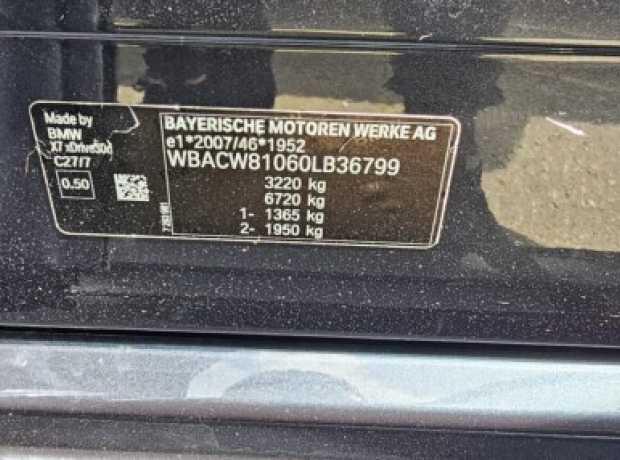 Made by
BMW
X7 xDrive30d
C27/7
0.50
BAYERISCHE MOTOREN WERKE AG
e1*2007/46*1952
WBACW81060LB36799
3220 kg
6720 kg
1- 1365 kg
2- 1950 kg